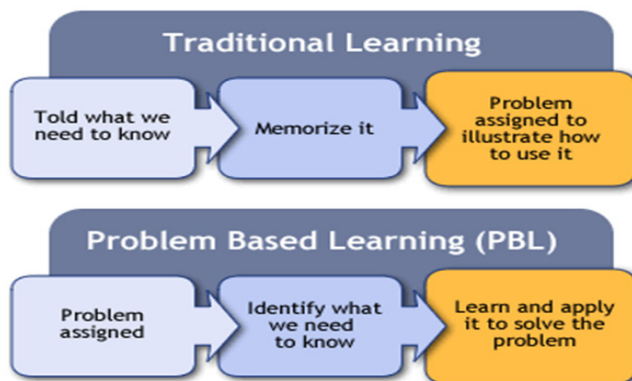 Traditional Learning
Told what we
need to know
Memorize it
Problem
assigned to
illustrate how
to use it
Problem Based Learning (PBL)
Problem
assigned
Identify what
we need
to know
Learn and apply
it to solve the
problem